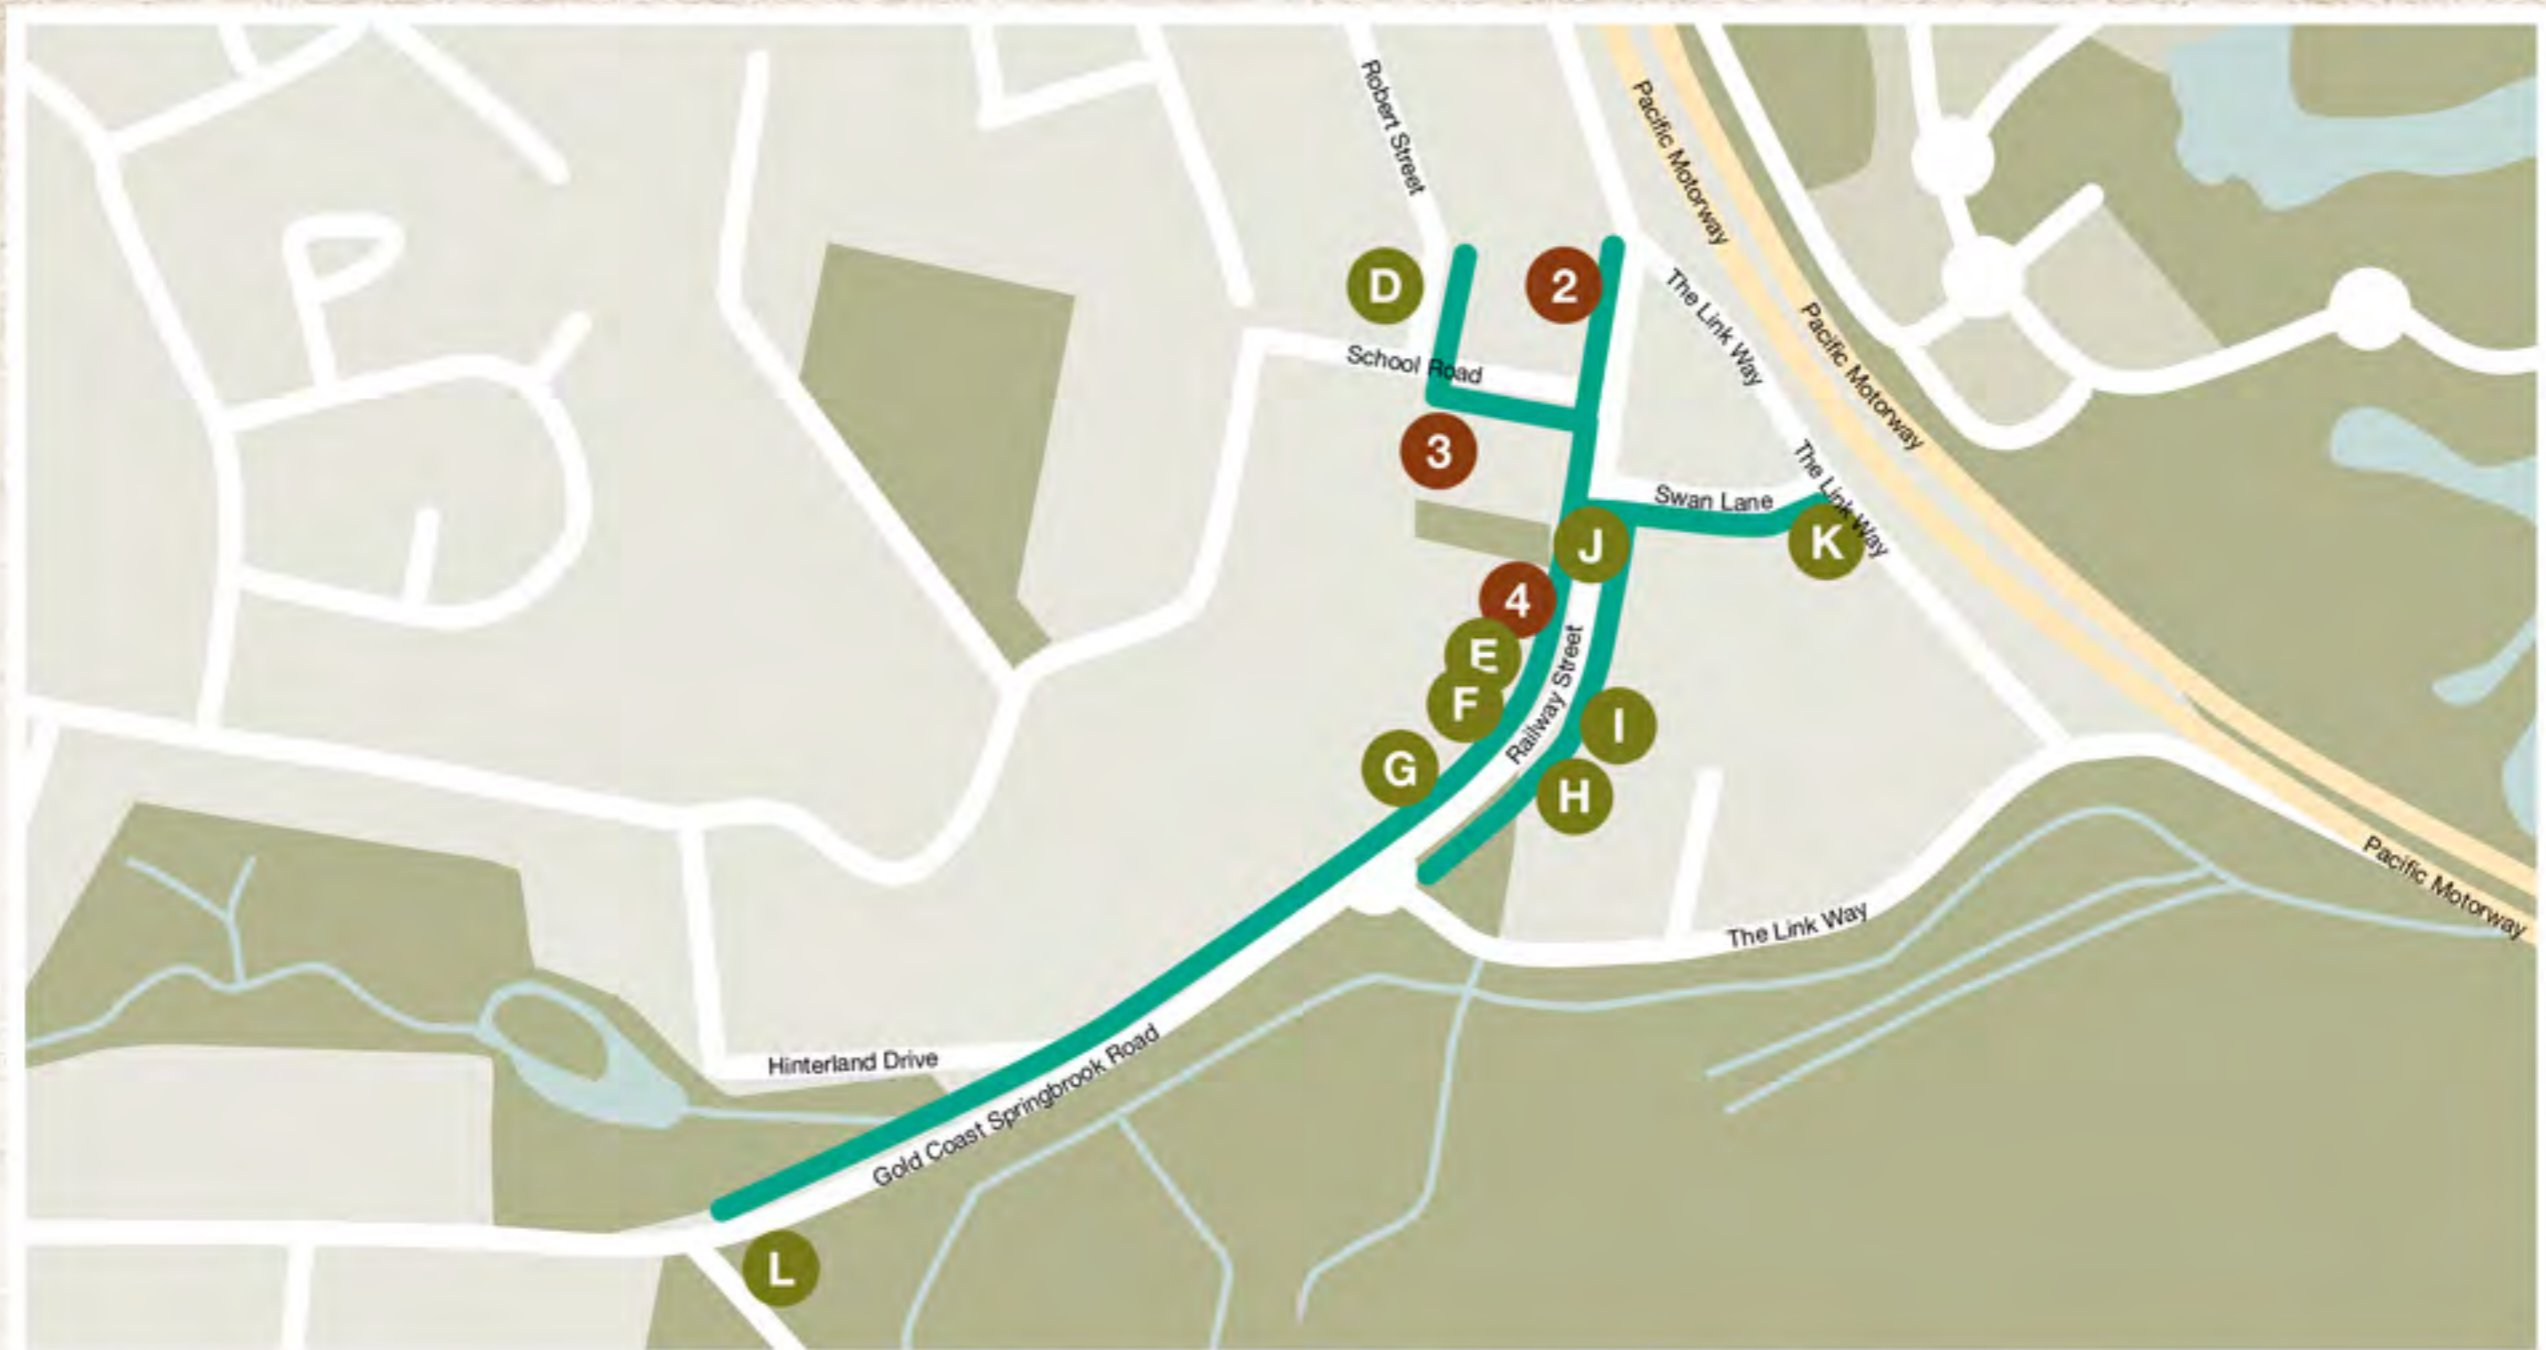 Robert Street
Pacific Motorway
D
2
The Link Way
Pacific Motorway
School Road
3
The Link Way
Swan Lane
J
K
4
E
F
Railway Street
I
G
H
Pacific Motorway
The Link Way
Hinterland Drive
Gold Coast Springbrook Road
L